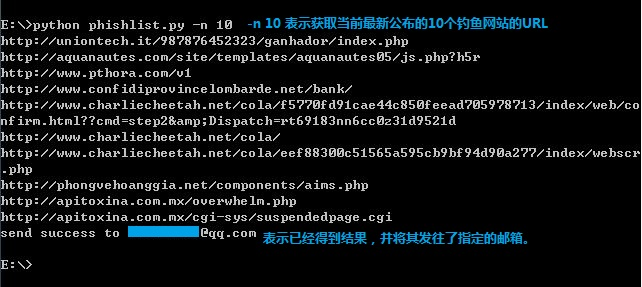 E:\>python phishlist.py -n 10 -n 10 表示获取当前最新公布的10个钓鱼网站的URL
http://uniontech.it/987876452323/ganhador/index.php
http://aquanautes.com/site/templates/aquanautes05/js.php?h5r
http://www.pthora.com/v1
http://www.confidiprovincelombarde.net/bank/
http://www.charliecheetah.net/cola/f5770fd91cae44c850feead705978713/index/web/co
nfirm.html??cmd=step2&amp;Dispatch=rt69183nn6cc0z31d9521d
http://www.charliecheetah.net/cola/
http://www.charliecheetah.net/cola/eef88300c51565a595cb9bf94d90a277/index/webscr
.php
http://phongvehoanggia.net/components/aims.php
http://apitoxina.com.mx/overwhelm.php
http://apitoxina.com.mx/cgi-sys/suspendedpage.cgi
send success to @qq.com 表示已经得到结果，并将其发往了指定的邮箱。
E:\>